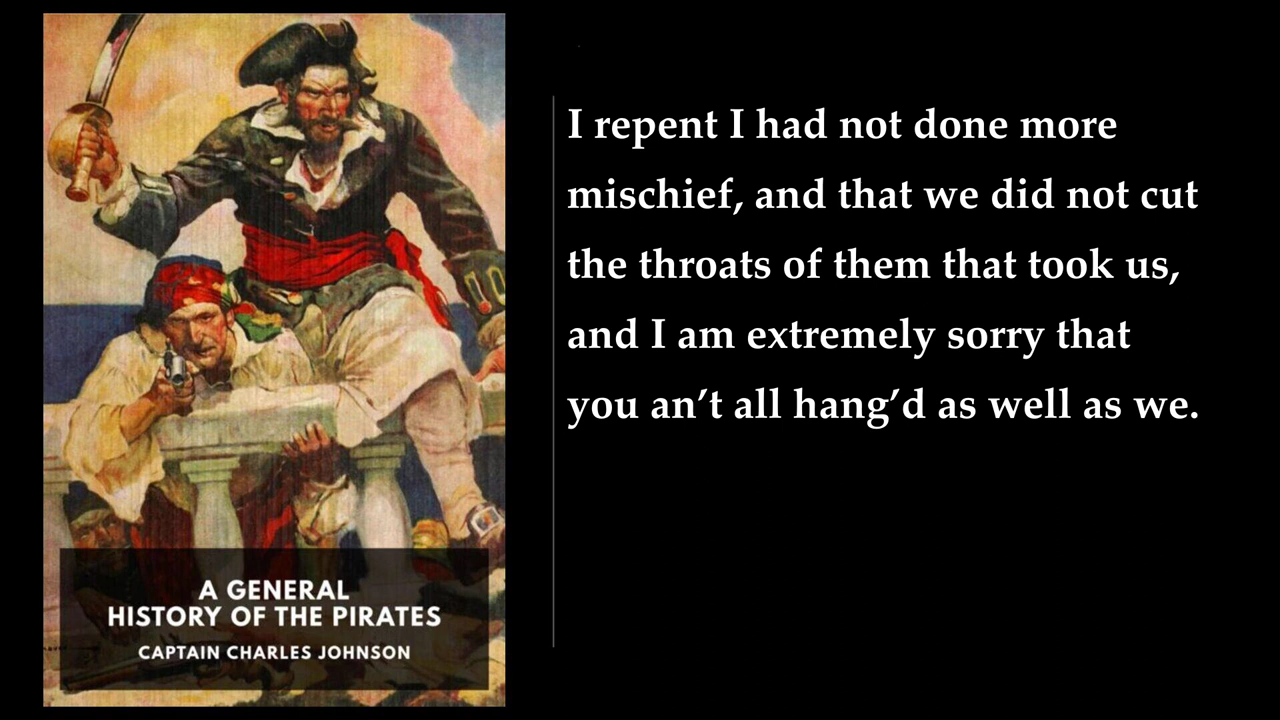 I repent I had not done more
mischief, and that we did not cut
the throats of them that took us,
and I am extremely sorry that
you an’t all hang’d as well as we.
A GENERAL
HISTORY OF THE PIRATES
CAPTAIN CHARLES JOHNSON